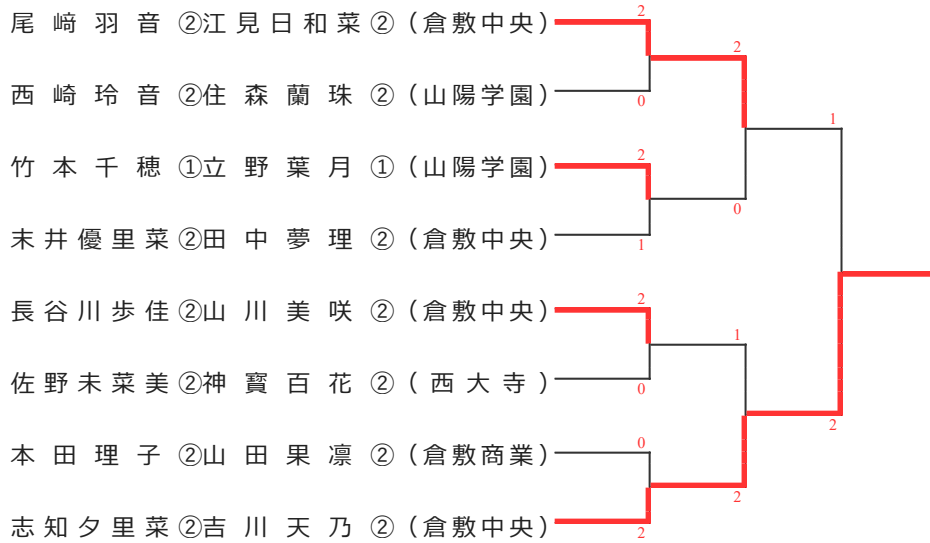 尾﨑羽音②江見日和菜②(倉敷中央) 2
2
西崎玲音②住森蘭珠②(山陽学園) 0
1
竹本千穂①立野葉月①(山陽学園) 2
0
末井優里菜②田中夢理②(倉敷中央) 1
長谷川歩佳②山川美咲②(倉敷中央) 2
1
佐野未菜美②神寳百花②(西大寺) 0
2
本田理子②山田果凛②(倉敷商業) 0
2
志知夕里菜②吉川天乃②(倉敷中央) 2